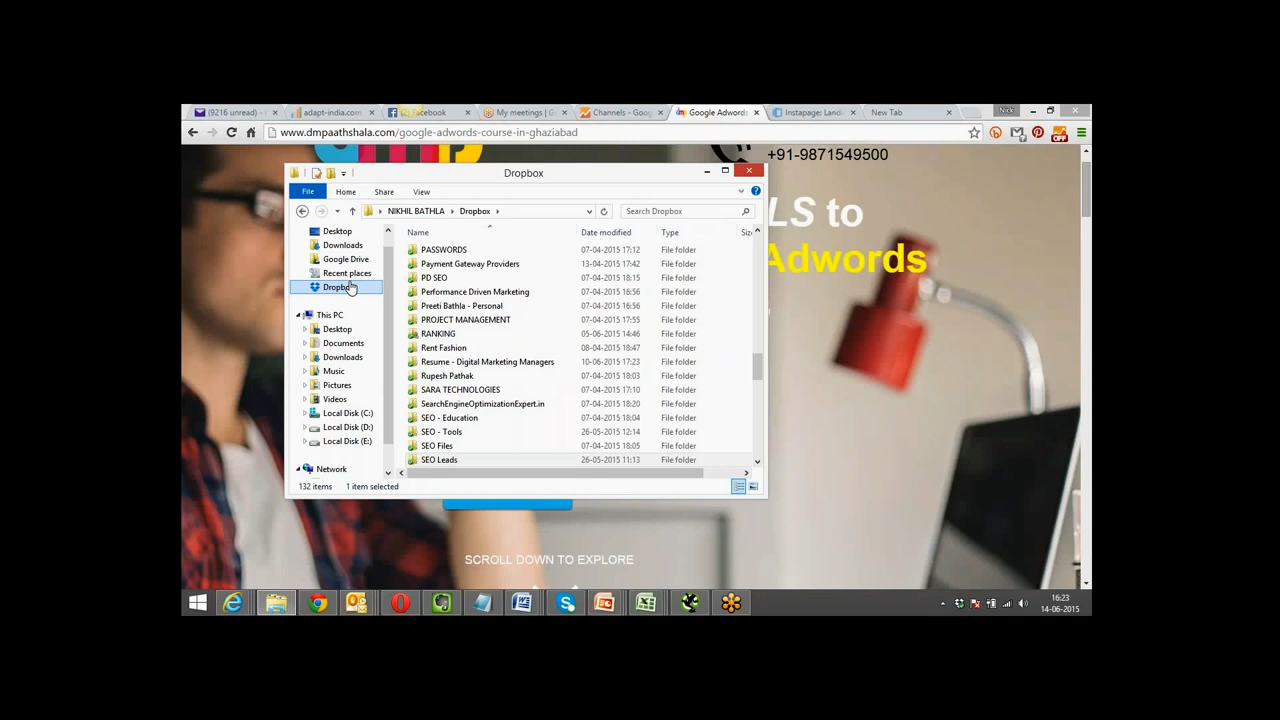 (9216 unread) -
adapt-india.com
Facebook
My meetings | G
Channels - Goog
Google Adwords
Instapage: Land
New Tab
Nick
www.dmpaathshala.com/google-adwords-course-in-ghaziabad
OFF
+91-9871549500
LS to
Adwords
Dropbox
File
Home
Share
View
NIKHIL BATHLA
Dropbox
Search Dropbox
Desktop
Downloads
Google Drive
Recent places
This PC
Desktop
Documents
Downloads
Music
Pictures
Videos
Local Disk (C:)
Local Disk (D:)
Local Disk (E:)
Network
Name Date modified Type Size
PASSWORDS 07-04-2015 17:12 File folder
Payment Gateway Providers 13-04-2015 17:42 File folder
PD SEO 07-04-2015 18:15 File folder
Performance Driven Marketing 07-04-2015 16:56 File folder
Preeti Bathla - Personal 07-04-2015 16:56 File folder
PROJECT MANAGEMENT 07-04-2015 17:55 File folder
RANKING 05-06-2015 14:46 File folder
Rent Fashion 08-04-2015 18:47 File folder
Resume - Digital Marketing Managers 10-06-2015 17:23 File folder
Rupesh Pathak 07-04-2015 18:03 File folder
SARA TECHNOLOGIES 07-04-2015 17:10 File folder
SearchEngineOptimizationExpert.in 07-04-2015 18:20 File folder
SEO - Education 07-04-2015 18:04 File folder
SEO - Tools 26-05-2015 12:14 File folder
SEO Files 07-04-2015 18:05 File folder
SEO Leads 26-05-2015 11:13 File folder
132 items 1 item selected
SCROLL DOWN TO EXPLORE
16:23
14-06-2015